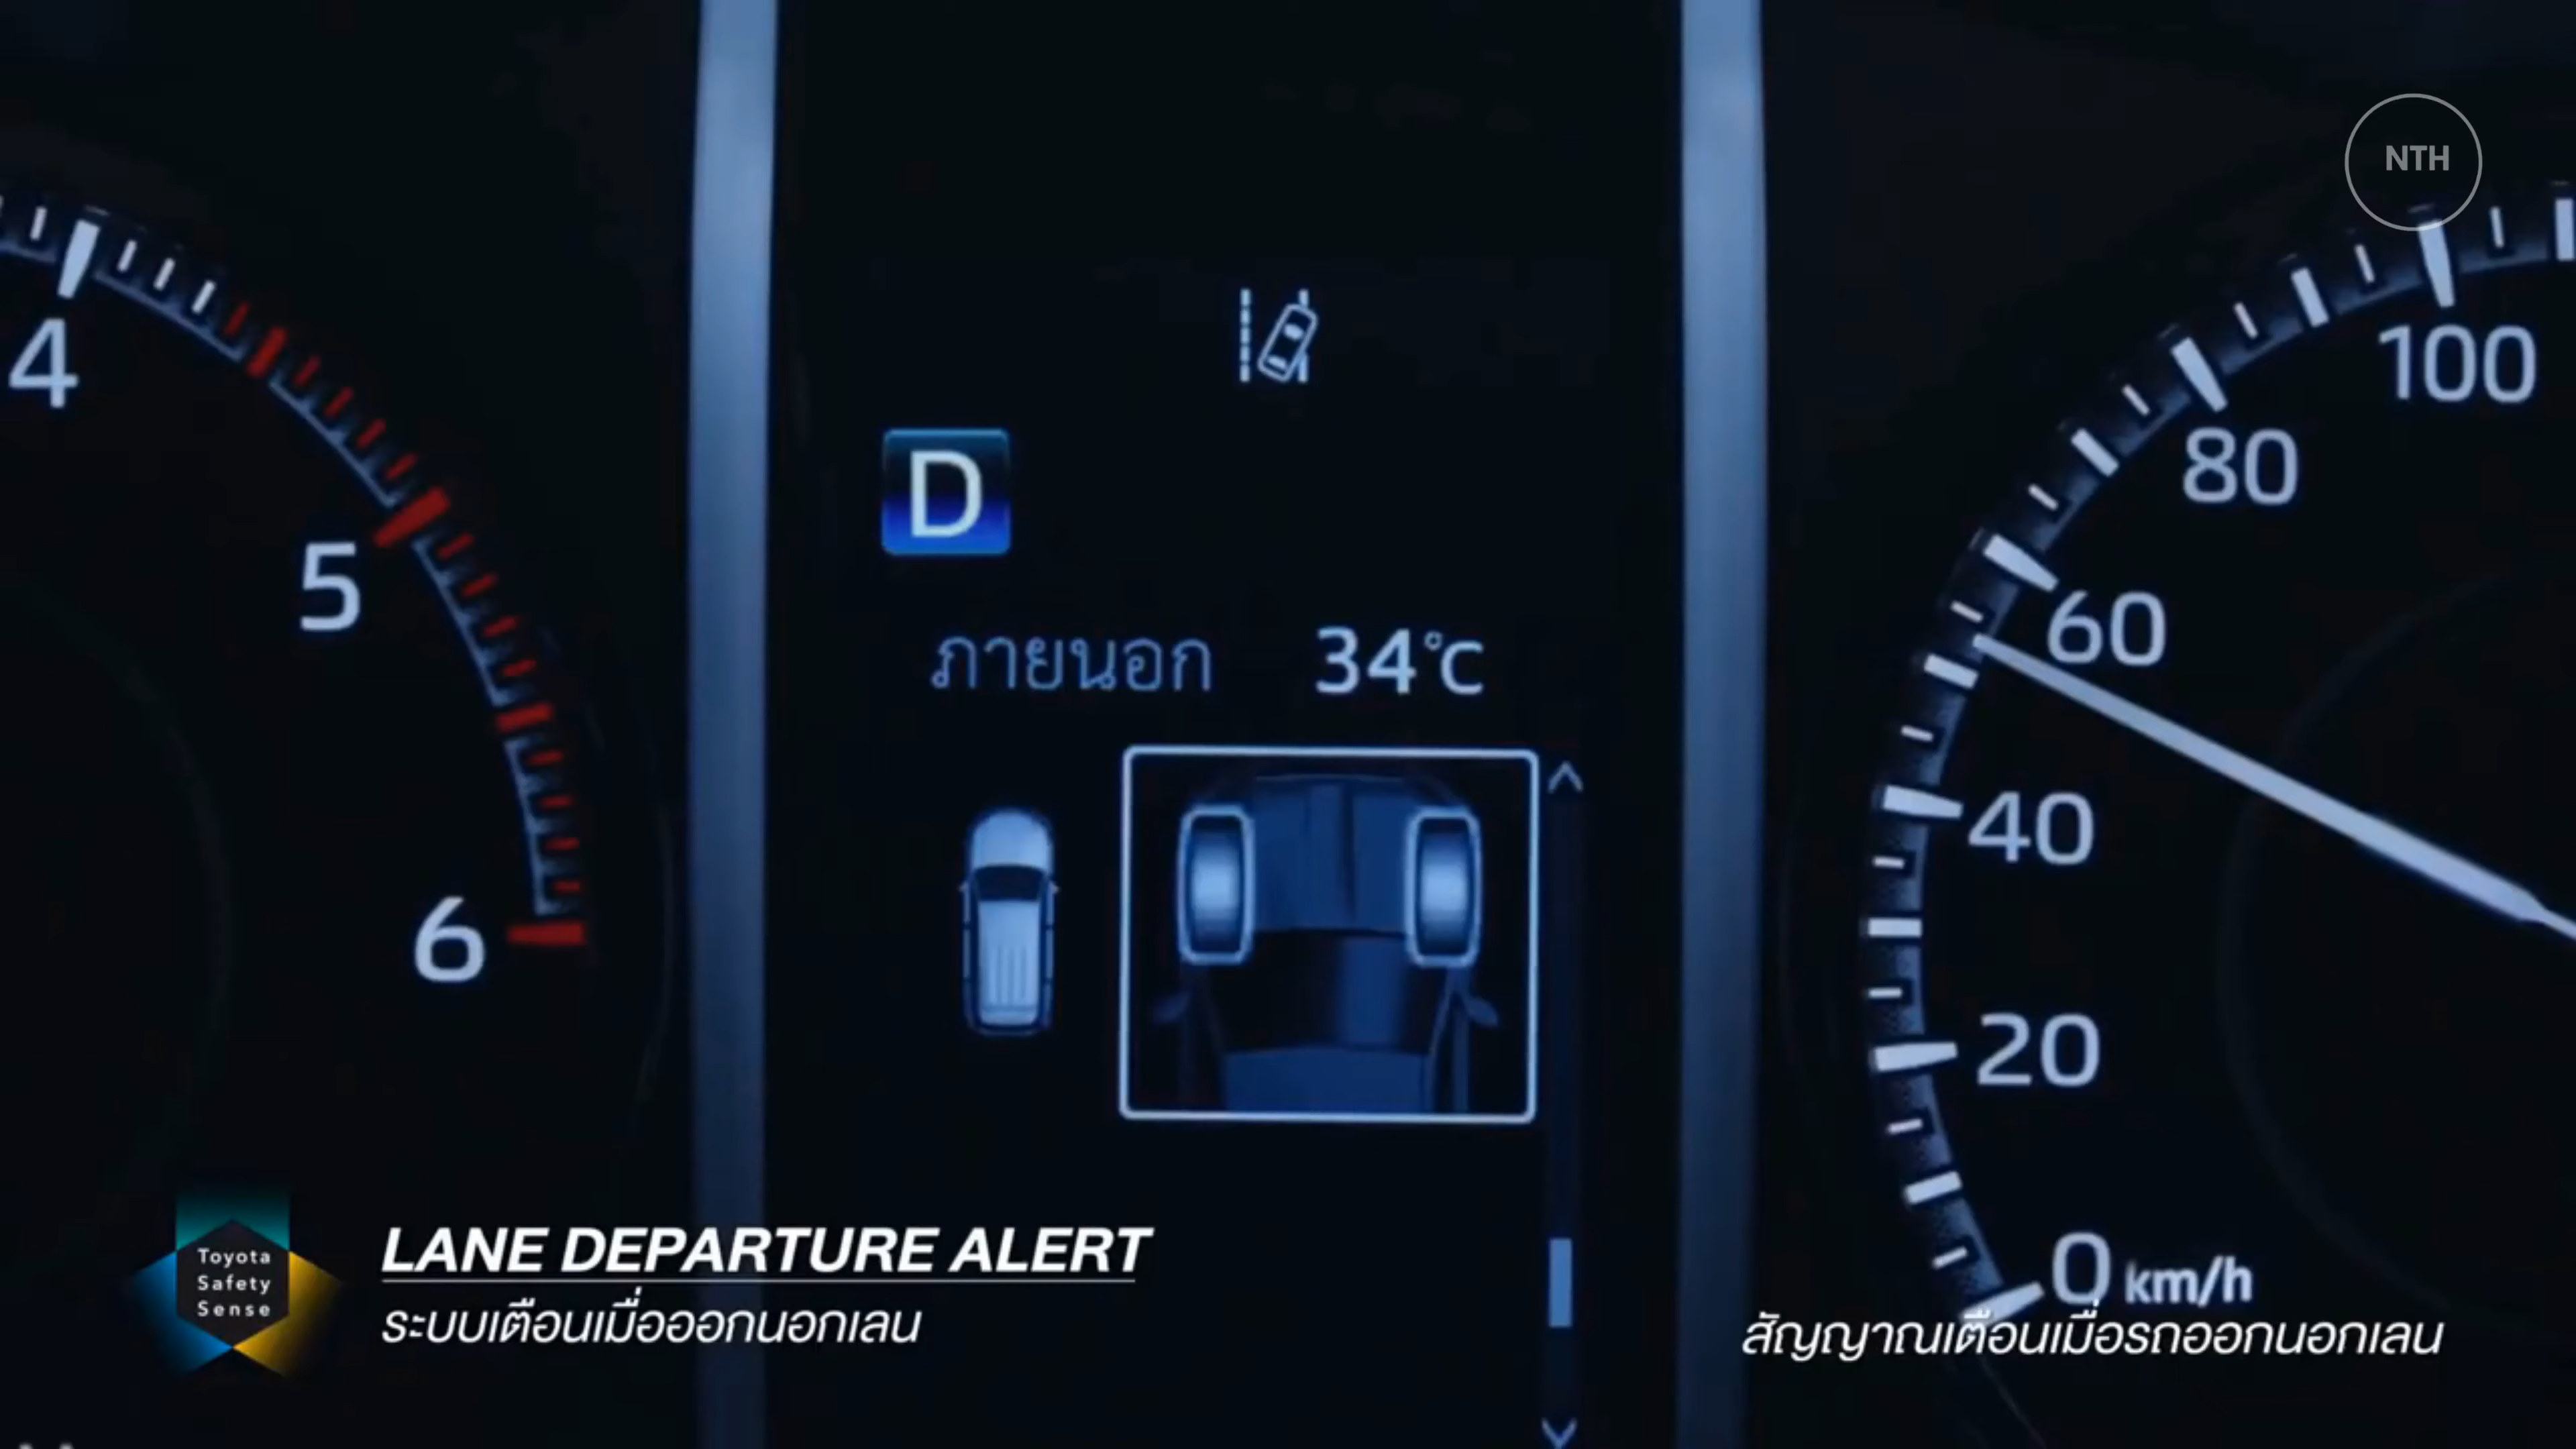 NTH
4
5
6
D
ภายนอก 34°C
100
80
60
40
20
0 km/h
Toyota
Safety
Sense
LANE DEPARTURE ALERT
ระบบเตือนเมื่อออกนอกเลน
สัญญาณเตือนเมื่อรถออกนอกเลน